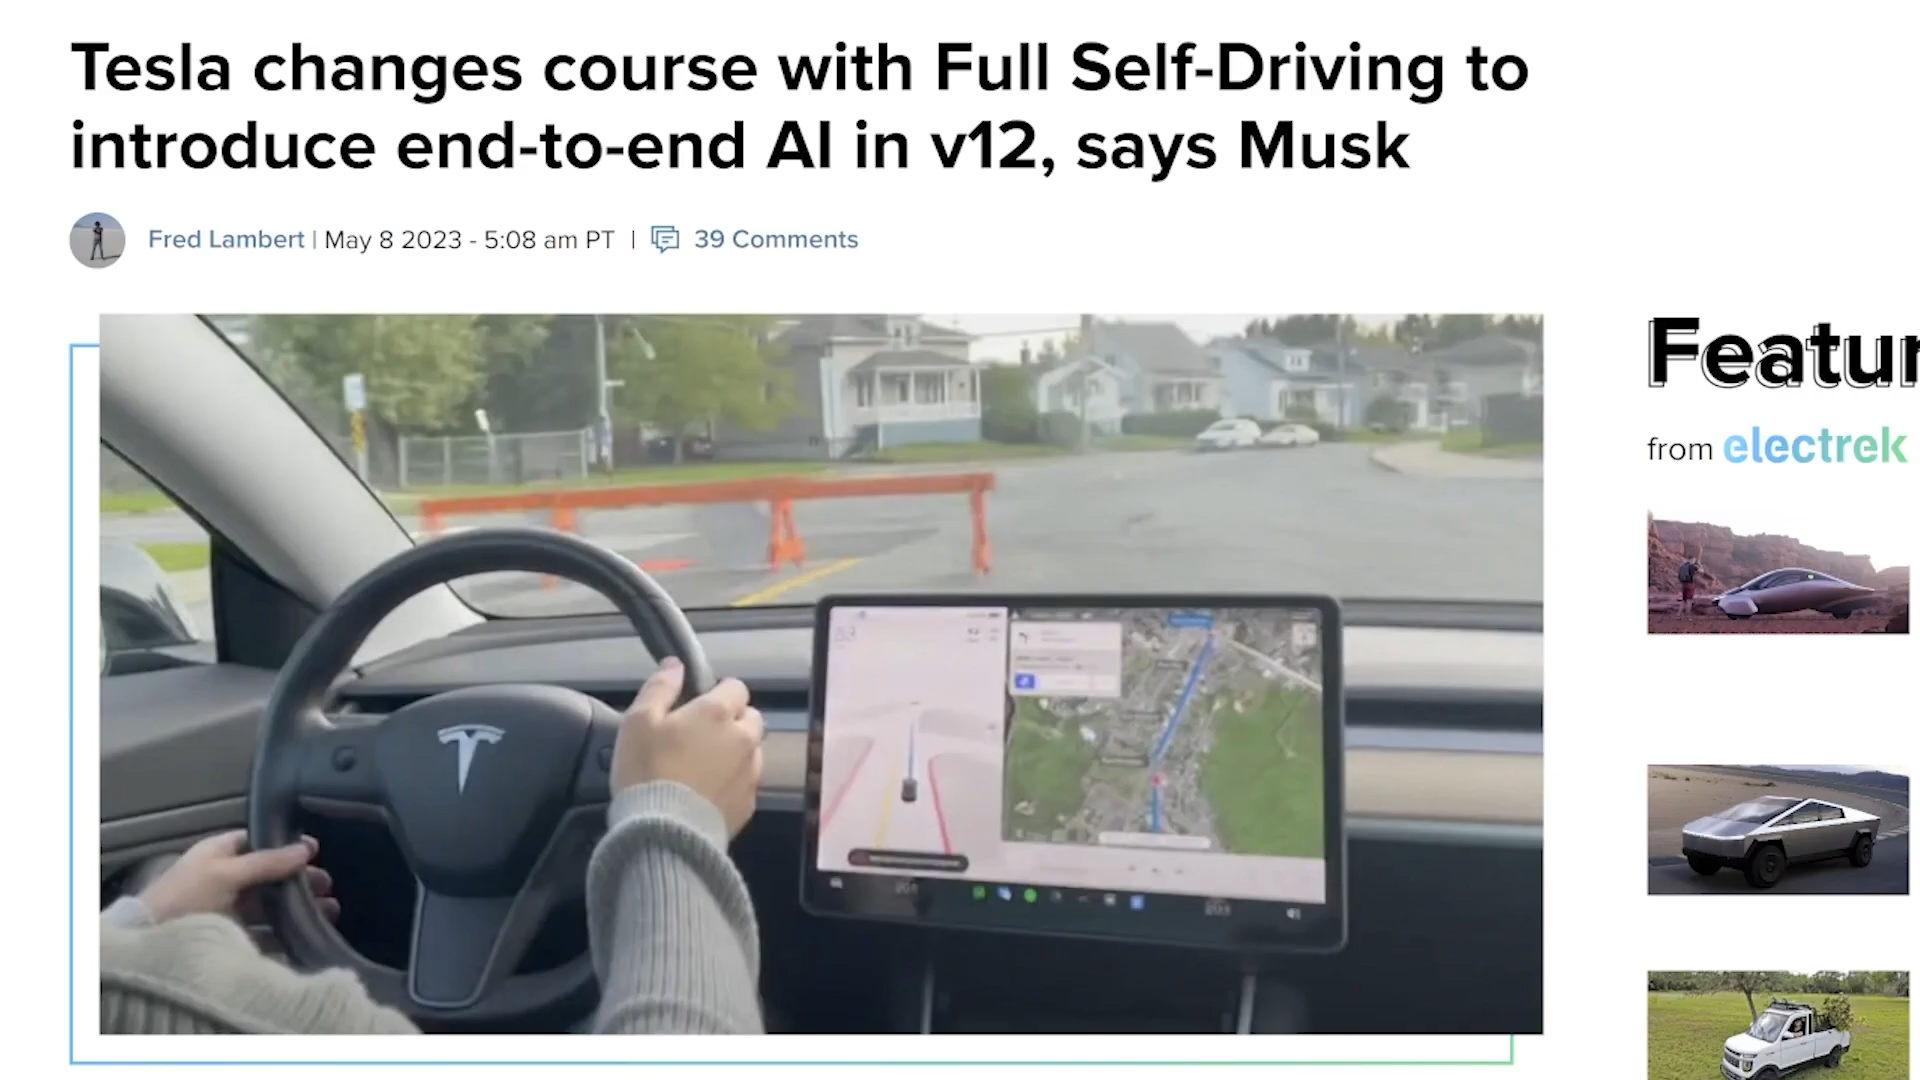 Tesla changes course with Full Self-Driving to
introduce end-to-end AI in v12, says Musk
Fred Lambert | May 8 2023 - 5:08 am PT | 39 Comments
Featur
from electrek